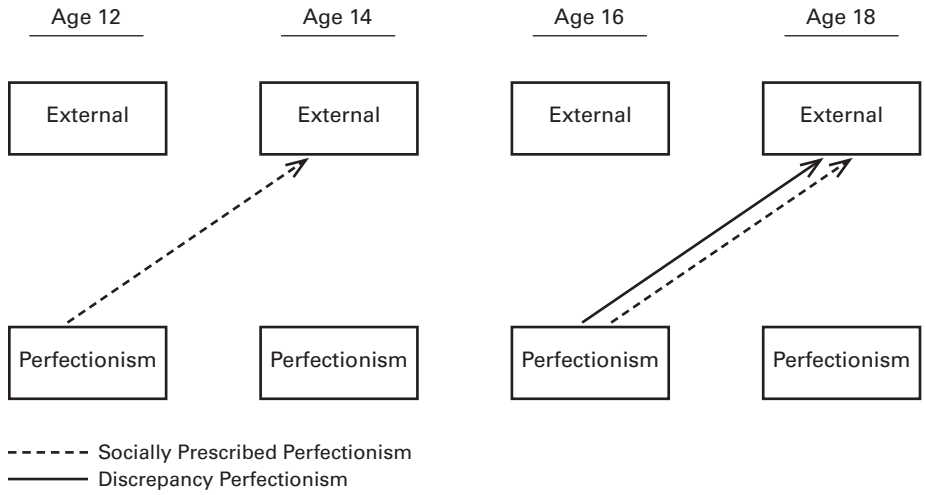 Age 12 Age 14 Age 16 Age 18
External External External External
Perfectionism Perfectionism Perfectionism Perfectionism
Socially Prescribed Perfectionism
Discrepancy Perfectionism